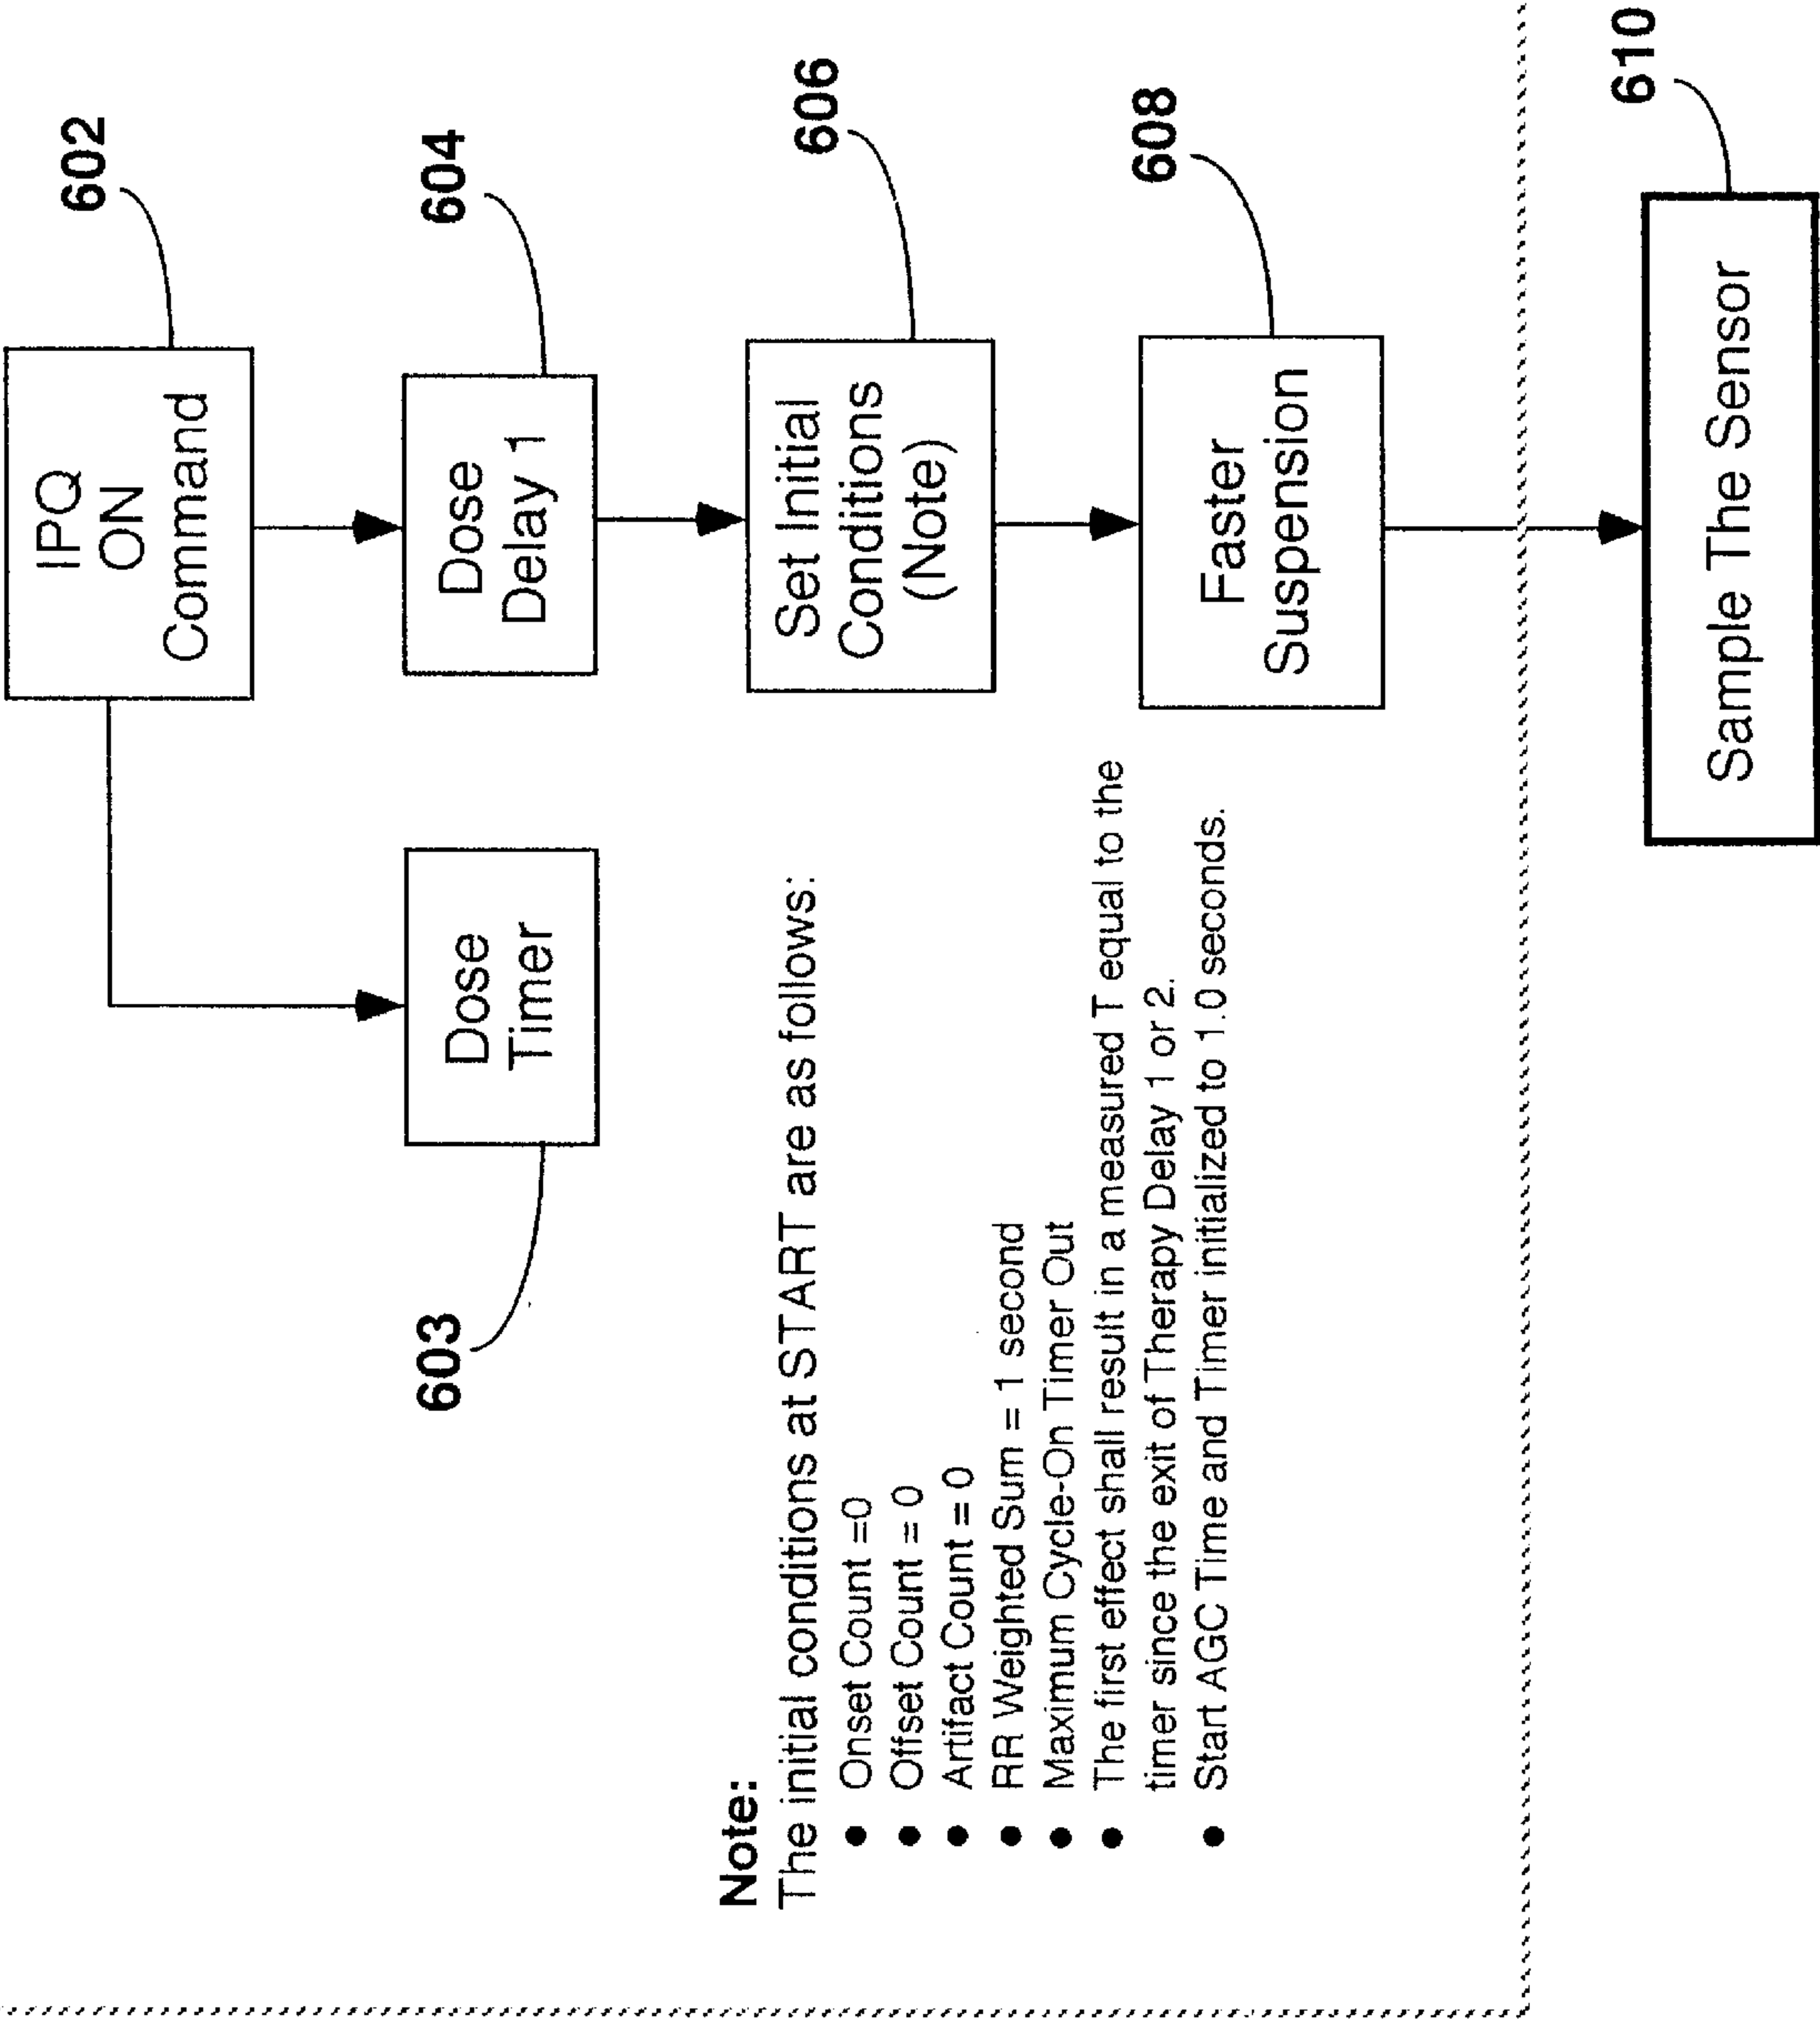 602
IPQ
ON
Command
603
Dose
Timer
604
Dose
Delay 1
606
Set Initial
Conditions
(Note)
608
Faster
Suspension
Note:
The initial conditions at START are as follows:
• Onset Count =0
• Offset Count = 0
• Artifact Count = 0
• RR Weighted Sum = 1 second
• Maximum Cycle-On Timer Out
• The first effect shall result in a measured T equal to the
timer since the exit of Therapy Delay 1 or 2.
• Start AGC Time and Timer initialized to 1.0 seconds.
610
Sample The Sensor